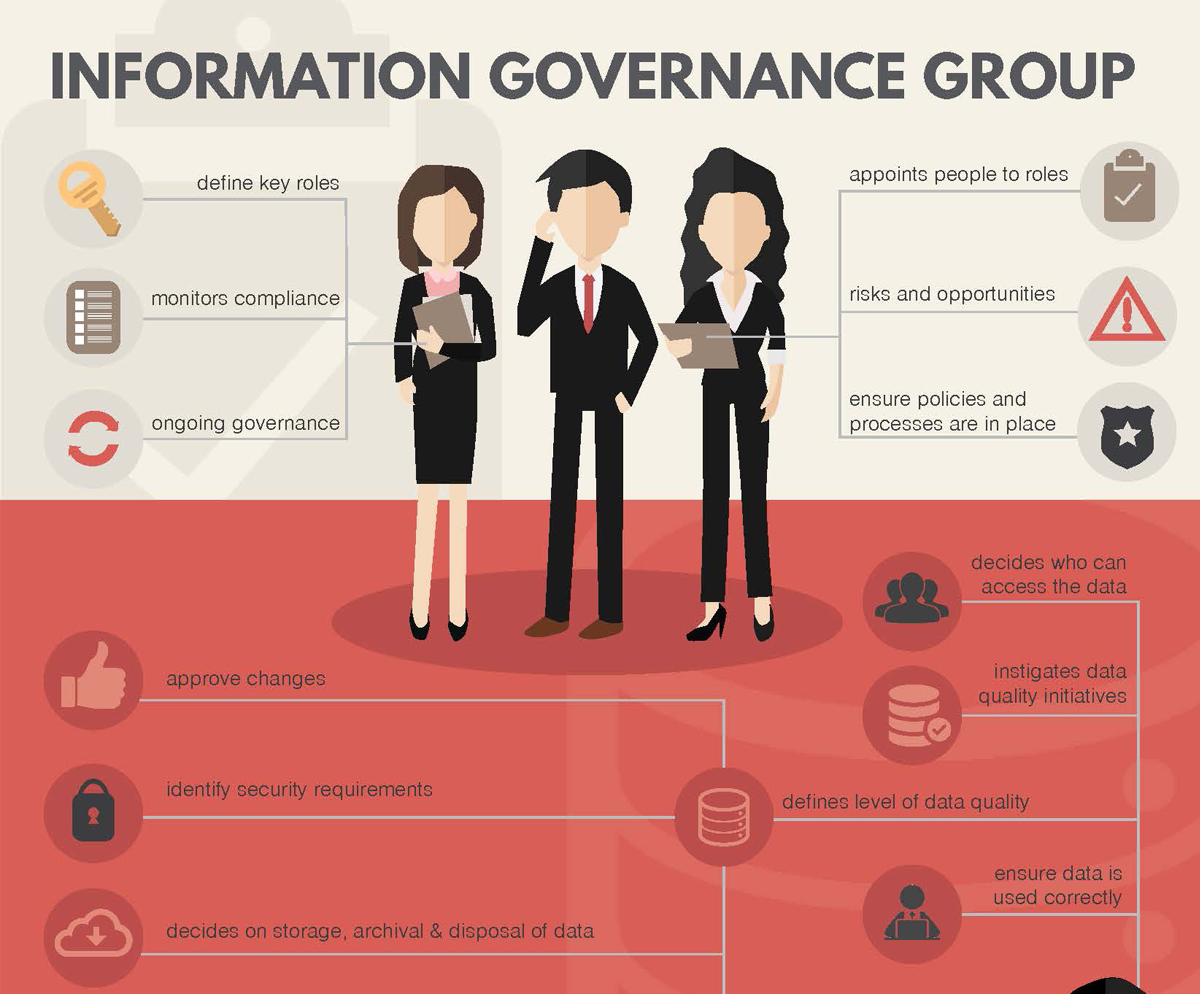 INFORMATION GOVERNANCE GROUP
define key roles
monitors compliance
ongoing governance
appoints people to roles
risks and opportunities
ensure policies and
processes are in place
decides who can
access the data
instigates data
quality initiatives
approve changes
identify security requirements
defines level of data quality
ensure data is
used correctly
decides on storage, archival & disposal of data